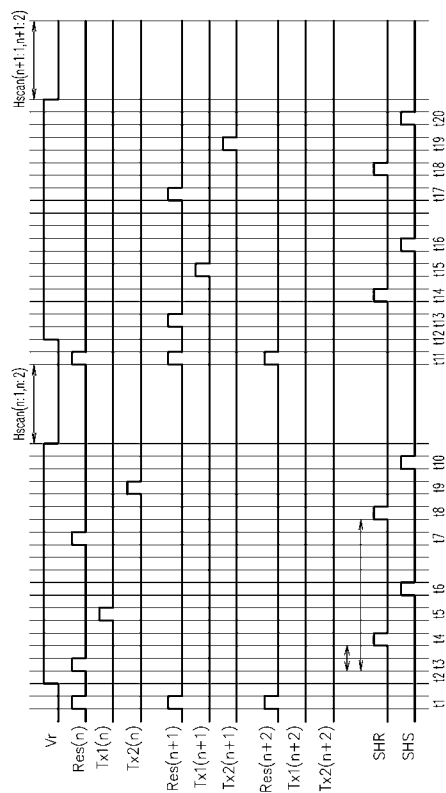 Hscan(n:1,n:2)
Hscan(n+1:1,n+1:2)
Vr
Res(n)
Tx1(n)
Tx2(n)
Res(n+1)
Tx1(n+1)
Tx2(n+1)
Res(n+2)
Tx1(n+2)
Tx2(n+2)
SHR
SHS
t1 t2 t3 t4 t5 t6 t7 t8 t9 t10 t11 t12 t13 t14 t15 t16 t17 t18 t19 t20